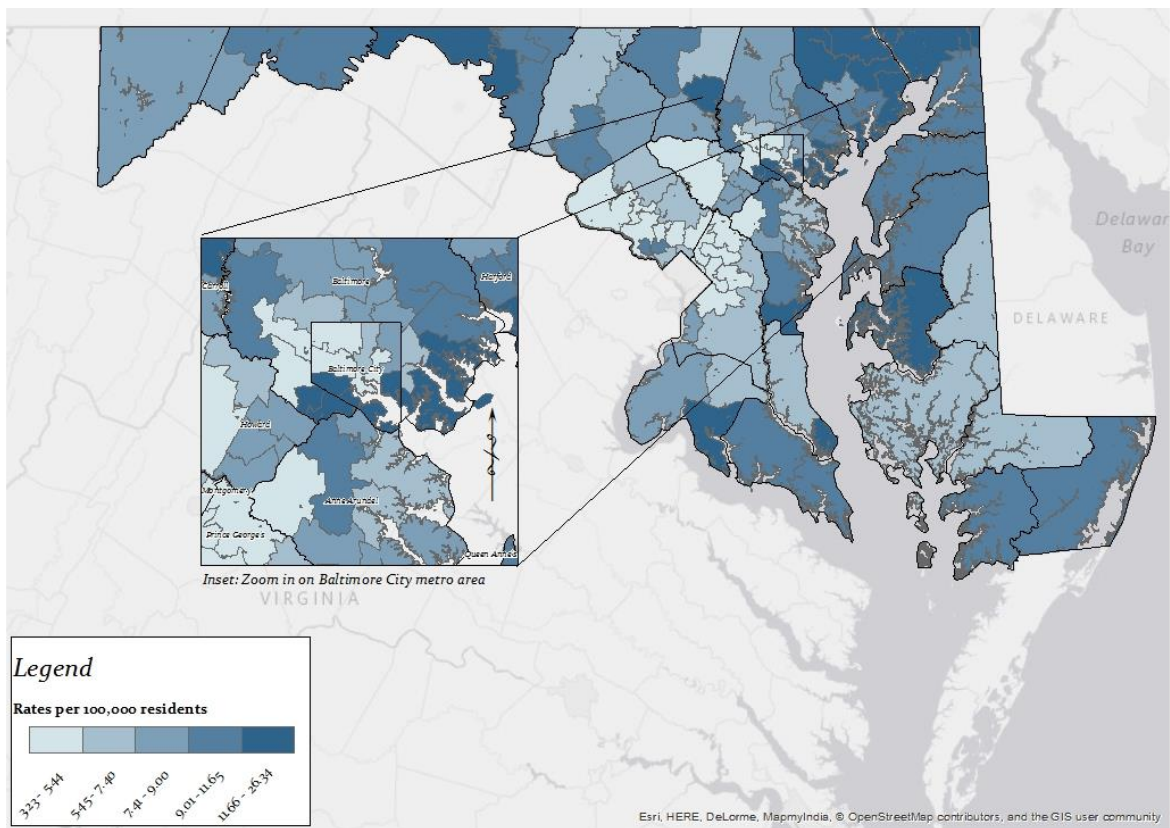 Delaware
Bay
DELAWARE
Carroll
Baltimore
Harford
Baltimore City
Howard
Montgomery
Anne Arundel
Prince George's
Queen Anne's
Inset: Zoom in on Baltimore City metro area
VIRGINIA
Legend
Rates per 100,000 residents
3.23 - 5.44
5.45 - 7.40
7.41 - 9.00
9.01 - 11.65
11.66 - 26.34
Esri, HERE, DeLorme, MapmyIndia, © OpenStreetMap contributors, and the GIS user community